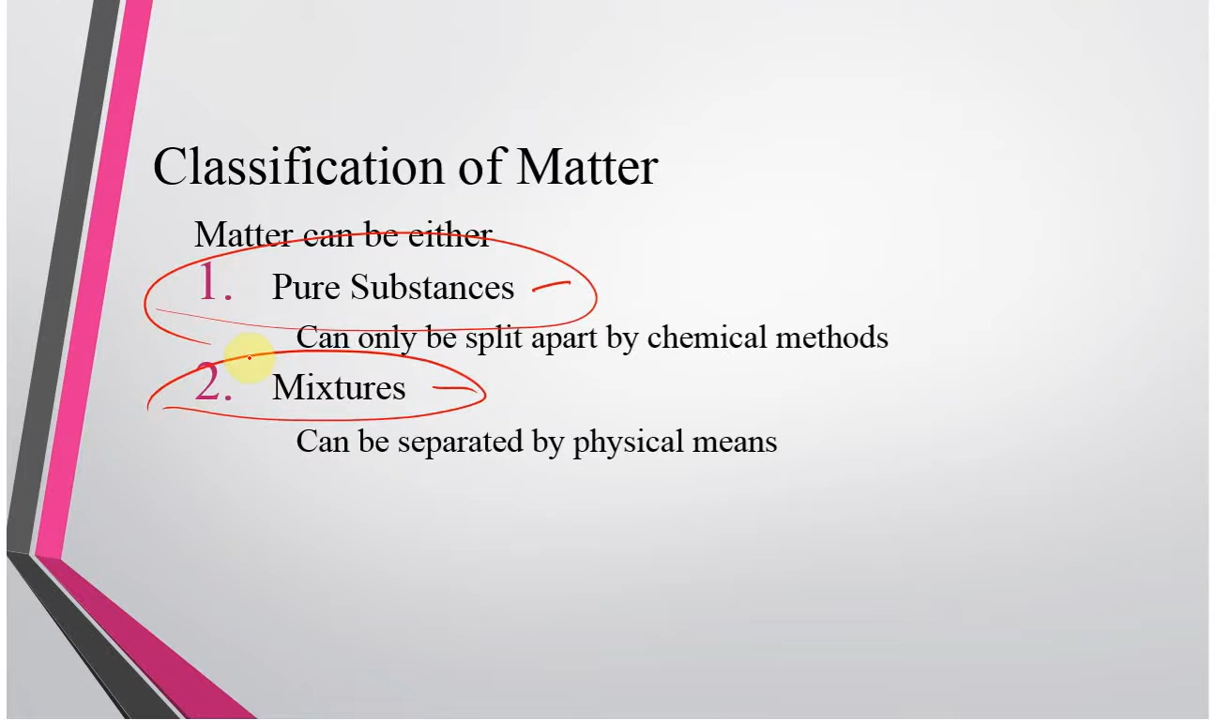 Classification of Matter
Matter can be either
1. Pure Substances
Can only be split apart by chemical methods
2. Mixtures
Can be separated by physical means